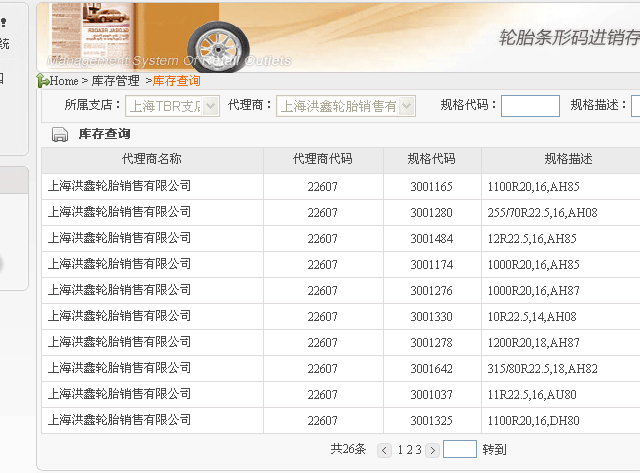 GLOBAL READER
轮胎条形码进销存
Management System Of Retail Outlets
统
Home > 库存管理 >库存查询
所属支店： 上海TBR支店 代理商： 上海洪鑫轮胎销售有 规格代码： 规格描述：
库存查询
代理商名称 代理商代码 规格代码 规格描述
上海洪鑫轮胎销售有限公司 22607 3001165 1100R20,16,AH85
上海洪鑫轮胎销售有限公司 22607 3001280 255/70R22.5,16,AH08
上海洪鑫轮胎销售有限公司 22607 3001484 12R22.5,16,AH85
上海洪鑫轮胎销售有限公司 22607 3001174 1000R20,16,AH85
上海洪鑫轮胎销售有限公司 22607 3001276 1000R20,16,AH87
上海洪鑫轮胎销售有限公司 22607 3001330 10R22.5,14,AH08
上海洪鑫轮胎销售有限公司 22607 3001278 1200R20,18,AH87
上海洪鑫轮胎销售有限公司 22607 3001642 315/80R22.5,18,AH82
上海洪鑫轮胎销售有限公司 22607 3001037 11R22.5,16,AU80
上海洪鑫轮胎销售有限公司 22607 3001325 1100R20,16,DH80
共26条 < 1 2 3 > 转到